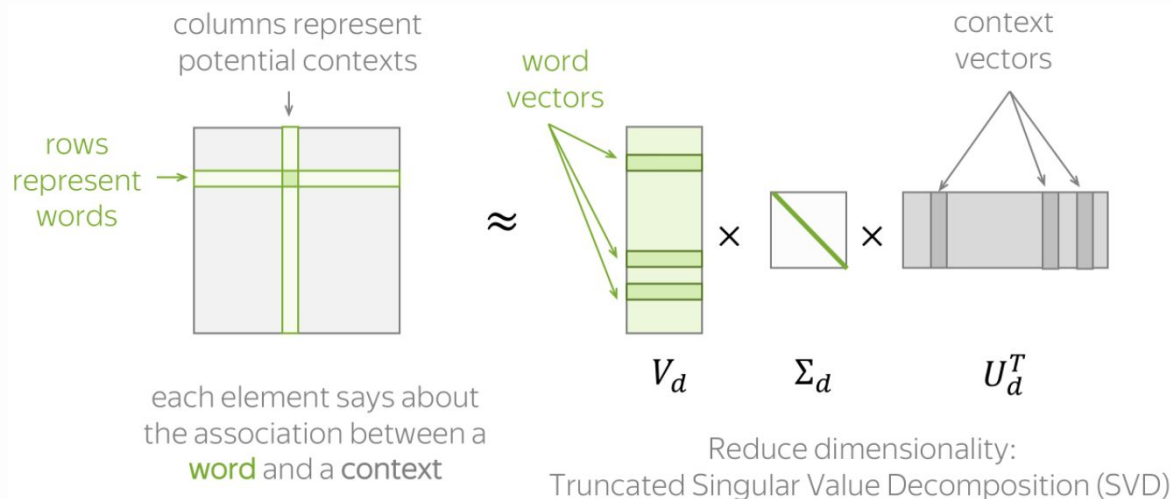 columns represent
potential contexts
rows
represent
words
each element says about
the association between a
word and a context
≈
word
vectors
×
×
context
vectors
V_d
Σ_d
U_d^T
Reduce dimensionality:
Truncated Singular Value Decomposition (SVD)